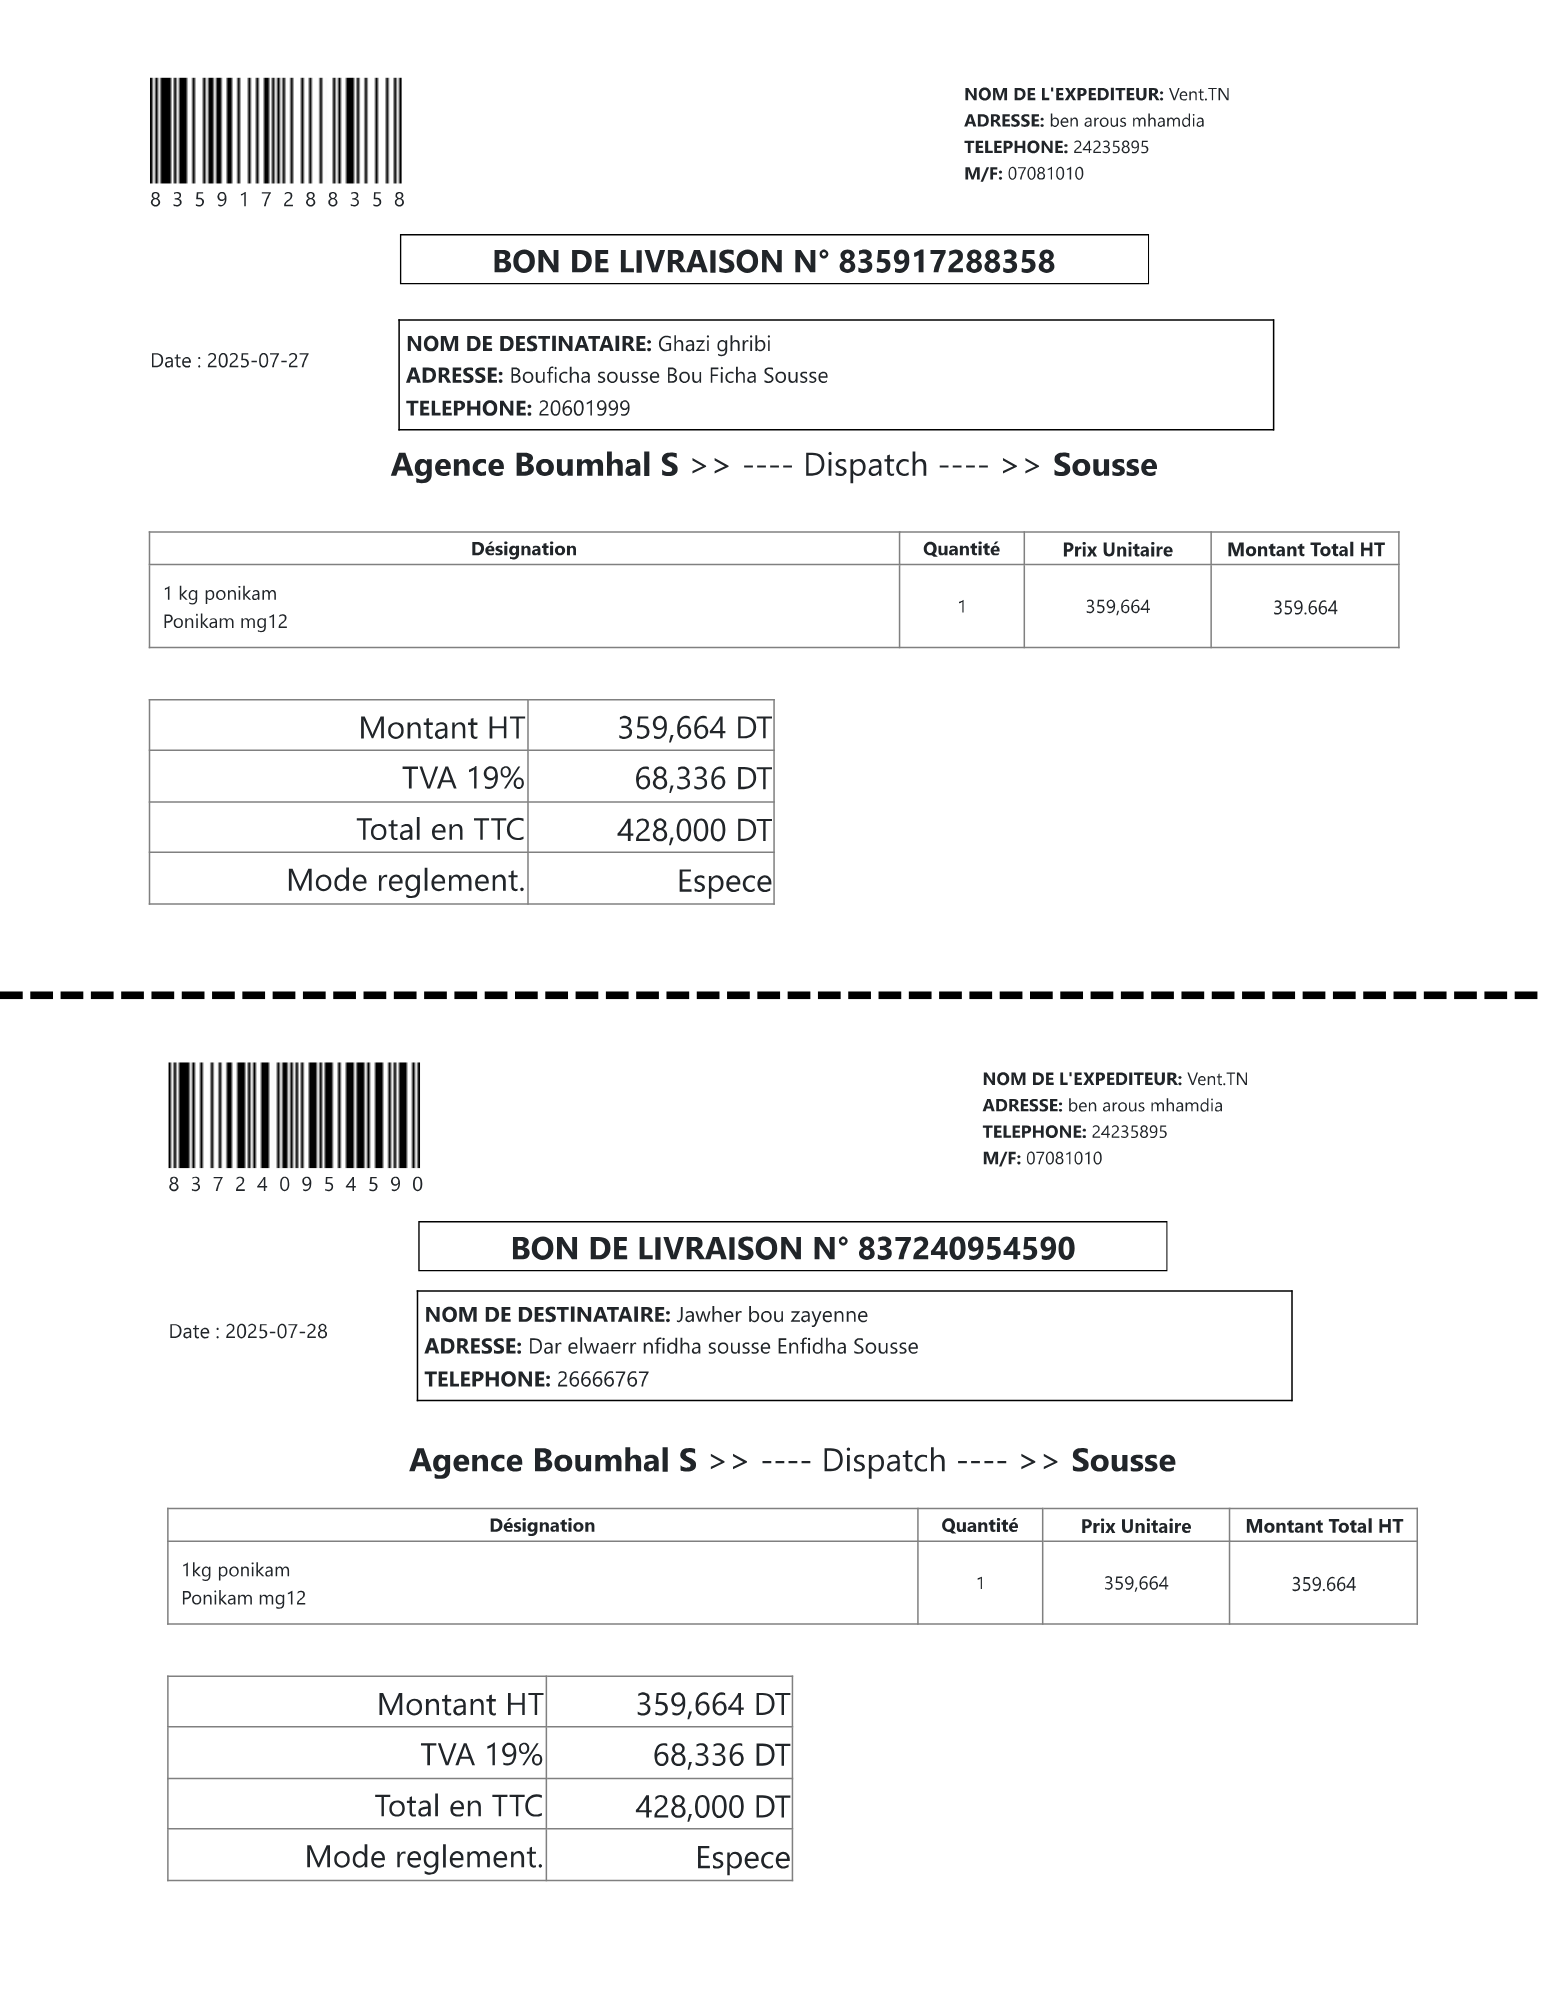 835917288358
NOM DE L'EXPEDITEUR: Vent.TN
ADRESSE: ben arous mhamdia
TELEPHONE: 24235895
M/F: 07081010
BON DE LIVRAISON N° 835917288358
Date : 2025-07-27
NOM DE DESTINATAIRE: Ghazi ghribi
ADRESSE: Bouficha sousse Bou Ficha Sousse
TELEPHONE: 20601999
Agence Boumhal S >> ---- Dispatch ---- >> Sousse
Désignation Quantité Prix Unitaire Montant Total HT
1 kg ponikam
Ponikam mg12
1 359,664 359.664
Montant HT 359,664 DT
TVA 19% 68,336 DT
Total en TTC 428,000 DT
Mode reglement. Espece
837240954590
NOM DE L'EXPEDITEUR: Vent.TN
ADRESSE: ben arous mhamdia
TELEPHONE: 24235895
M/F: 07081010
BON DE LIVRAISON N° 837240954590
Date : 2025-07-28
NOM DE DESTINATAIRE: Jawher bou zayenne
ADRESSE: Dar elwaerr nfidha sousse Enfidha Sousse
TELEPHONE: 26666767
Agence Boumhal S >> ---- Dispatch ---- >> Sousse
Désignation Quantité Prix Unitaire Montant Total HT
1kg ponikam
Ponikam mg12
1 359,664 359.664
Montant HT 359,664 DT
TVA 19% 68,336 DT
Total en TTC 428,000 DT
Mode reglement. Espece